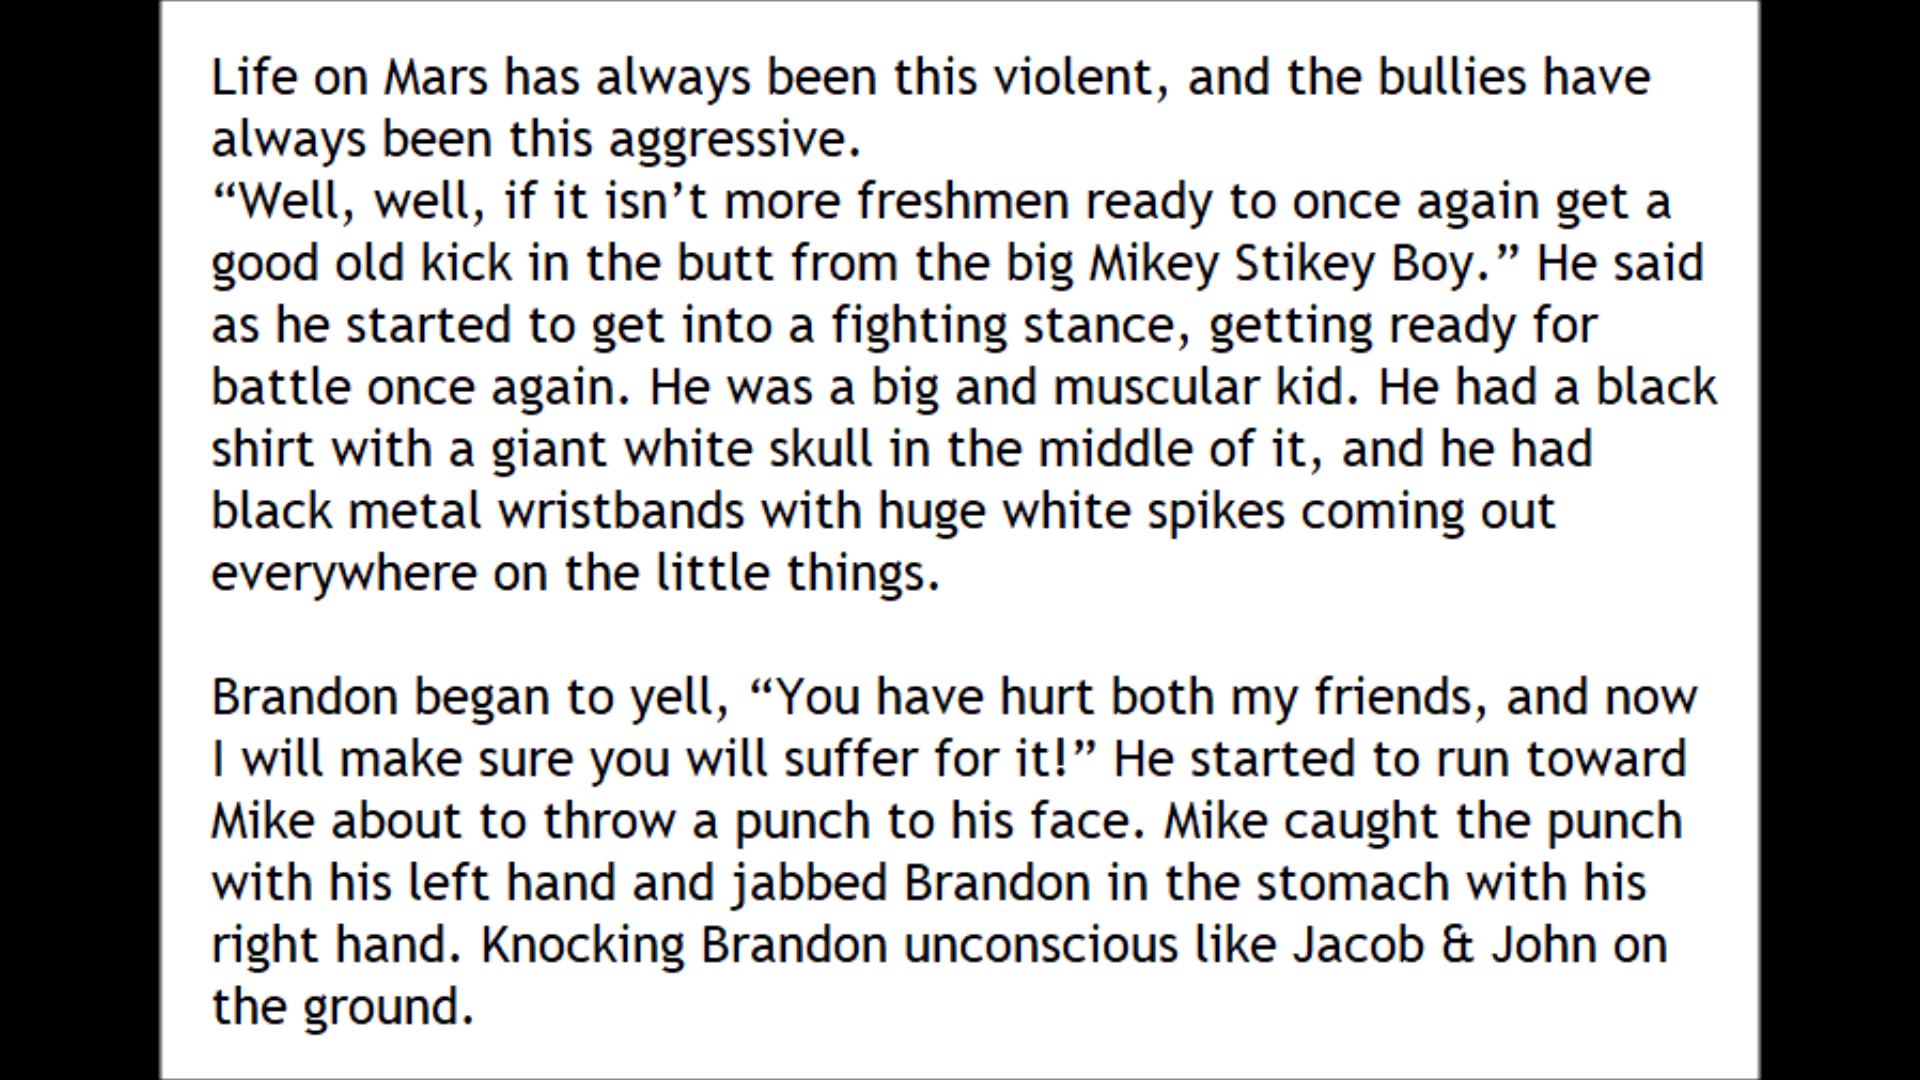 Life on Mars has always been this violent, and the bullies have
always been this aggressive.
“Well, well, if it isn’t more freshmen ready to once again get a
good old kick in the butt from the big Mikey Stikey Boy.” He said
as he started to get into a fighting stance, getting ready for
battle once again. He was a big and muscular kid. He had a black
shirt with a giant white skull in the middle of it, and he had
black metal wristbands with huge white spikes coming out
everywhere on the little things.
Brandon began to yell, “You have hurt both my friends, and now
I will make sure you will suffer for it!” He started to run toward
Mike about to throw a punch to his face. Mike caught the punch
with his left hand and jabbed Brandon in the stomach with his
right hand. Knocking Brandon unconscious like Jacob & John on
the ground.